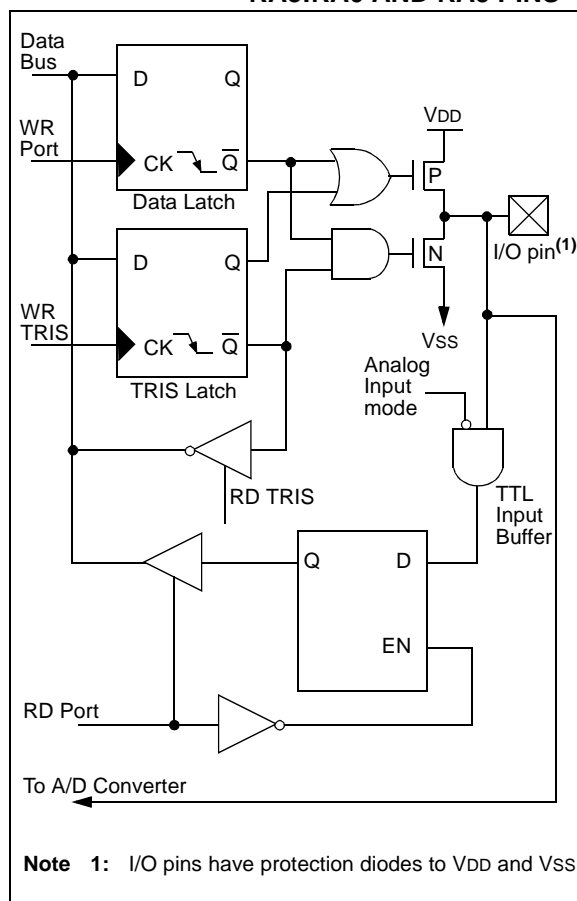 RA3:RA0 AND RA5 PINS
Data
Bus
D
Q
VDD
WR
Port
CK
Q
P
Data Latch
N
I/O pin(1)
D
Q
WR
TRIS
CK
Q
VSS
TRIS Latch
Analog
Input
mode
RD TRIS
TTL
Input
Buffer
Q
D
EN
RD Port
To A/D Converter
Note 1: I/O pins have protection diodes to VDD and VSS